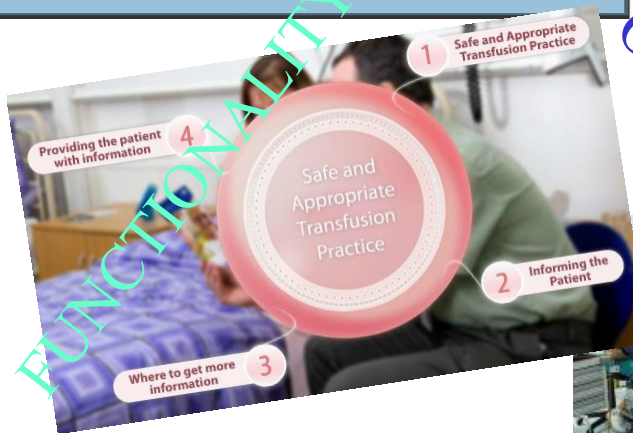 1
Safe and Appropriate
Transfusion Practice
4
Providing the patient
with information
FUNCTIONALITY
Safe and
Appropriate
Transfusion
Practice
2
Informing the
Patient
3
Where to get more
information